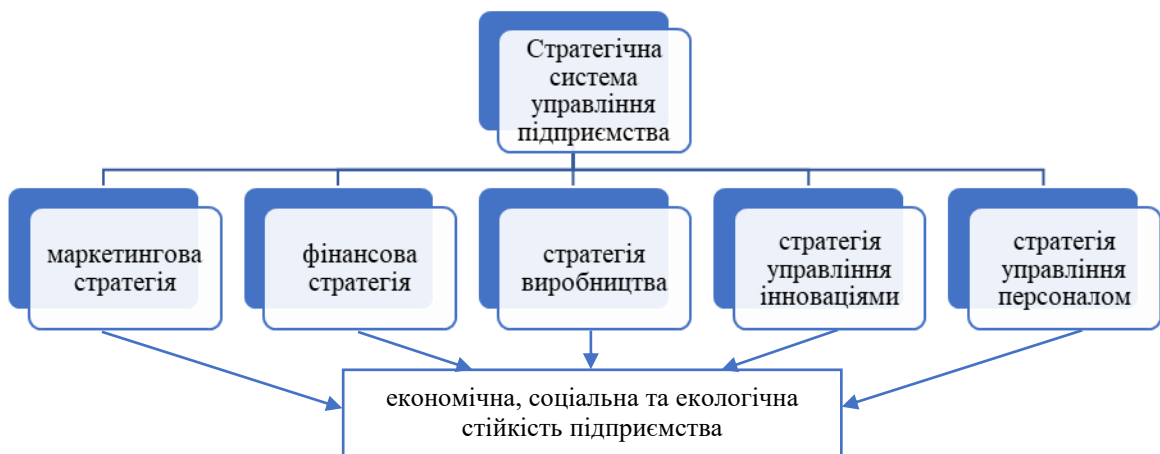 Стратегічна
система
управління
підприємства
маркетингова
стратегія
фінансова
стратегія
стратегія
виробництва
стратегія
управління
інноваціями
стратегія
управління
персоналом
економічна, соціальна та екологічна
стійкість підприємства